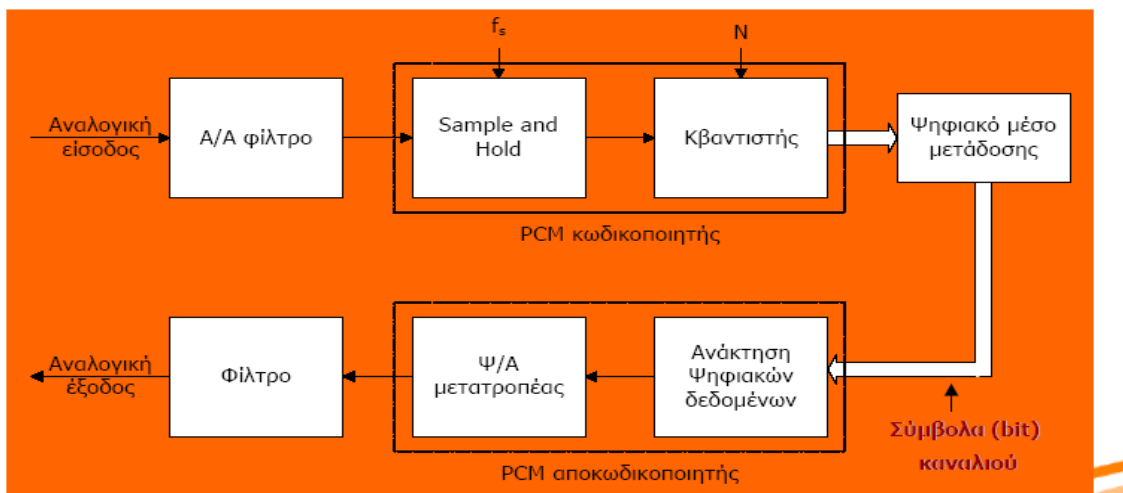 fₛ
N
Αναλογική
είσοδος
Α/Α φίλτρο
Sample and
Hold
Κβαντιστής
Ψηφιακό μέσο
μετάδοσης
PCM κωδικοποιητής
Αναλογική
έξοδος
Φίλτρο
Ψ/Α
μετατροπέας
Ανάκτηση
Ψηφιακών
δεδομένων
Σύμβολα (bit)
καναλιού
PCM αποκωδικοποιητής